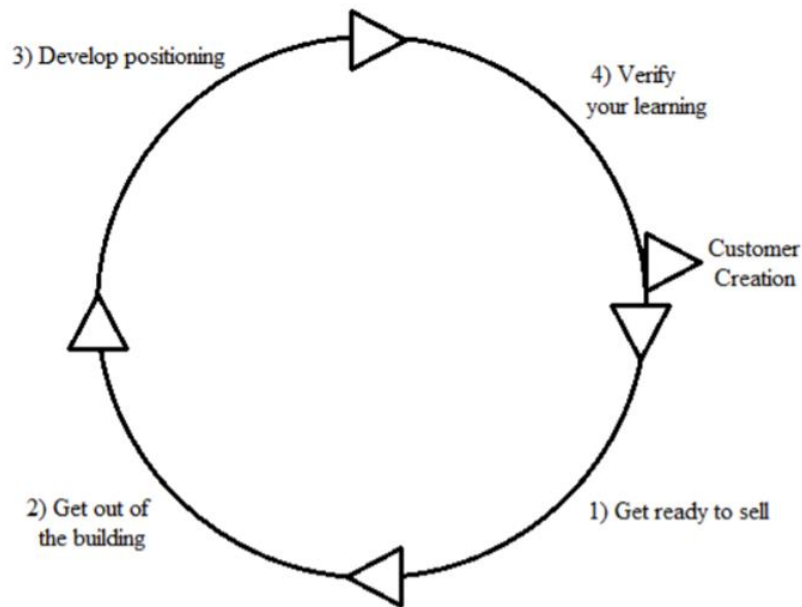 3) Develop positioning
4) Verify
your learning
Customer
Creation
1) Get ready to sell
2) Get out of
the building